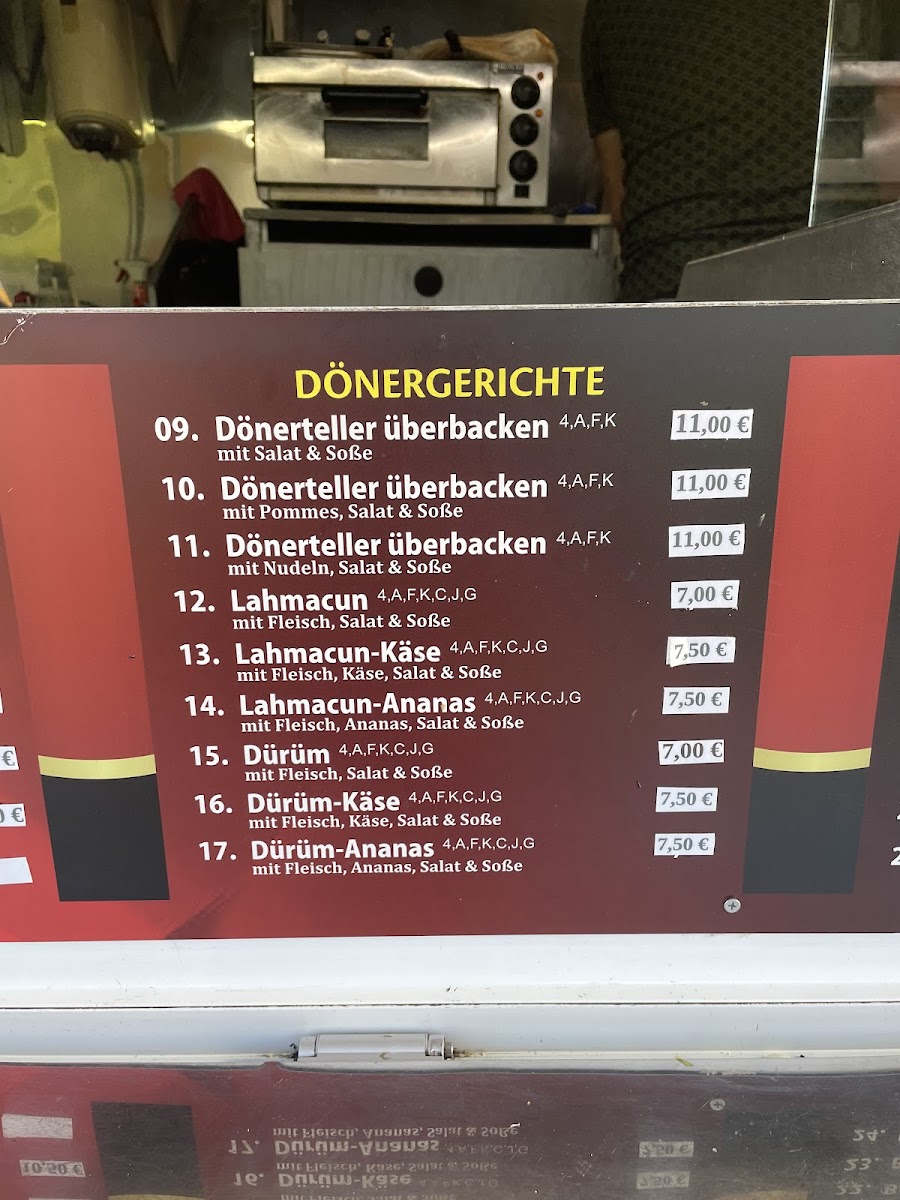 DÖNERGERICHTE
09. Dönerteller überbacken 4,A,F,K 11,00 €
mit Salat & Soße
10. Dönerteller überbacken 4,A,F,K 11,00 €
mit Pommes, Salat & Soße
11. Dönerteller überbacken 4,A,F,K 11,00 €
mit Nudeln, Salat & Soße
12. Lahmacun 4,A,F,K,C,J,G 7,00 €
mit Fleisch, Salat & Soße
13. Lahmacun-Käse 4,A,F,K,C,J,G 7,50 €
mit Fleisch, Käse, Salat & Soße
14. Lahmacun-Ananas 4,A,F,K,C,J,G 7,50 €
mit Fleisch, Ananas, Salat & Soße
15. Dürüm 4,A,F,K,C,J,G 7,00 €
mit Fleisch, Salat & Soße
16. Dürüm-Käse 4,A,F,K,C,J,G 7,50 €
mit Fleisch, Käse, Salat & Soße
17. Dürüm-Ananas 4,A,F,K,C,J,G 7,50 €
mit Fleisch, Ananas, Salat & Soße